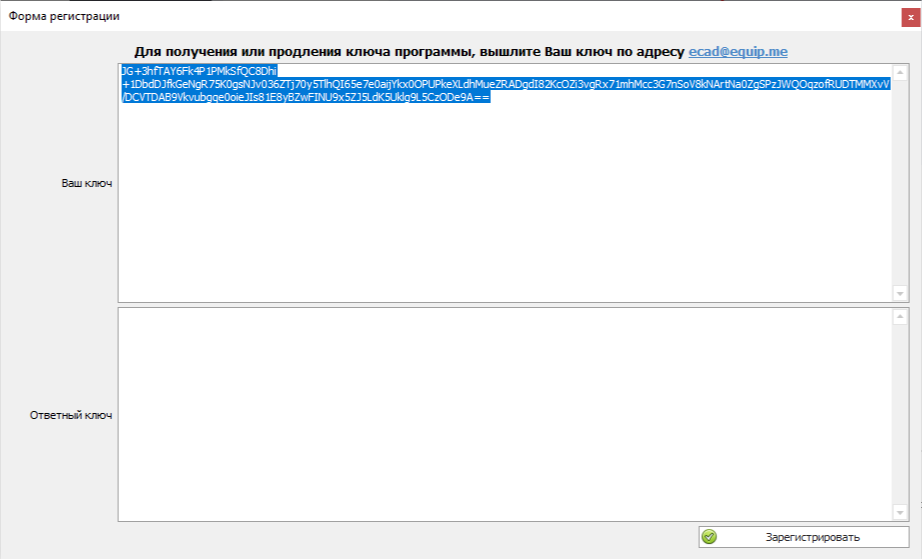 Форма регистрации
x
Для получения или продления ключа программы, вышлите Ваш ключ по адресу ecad@equip.me
JG+3hfTAY6Fk4P1PMkSfQC8Dhi
+1DbdDJfkGeNgR75K0gsNJv036ZTj70y5TlhQI65e7e0aijYkx0OPUPkeXLdhMueZRADgdI82KcOZi3vgRx71mhMcc3G7nSoV8kNArtNa0ZgSPzJWQOqzofRUDTMMXvV
/DCVTDAB9Vkvubgqe0oieJIs81E8yBZwFINU9x5ZJ5LdK5Uklg9L5CzODe9A==
Ваш ключ
Ответный ключ
Зарегистрировать